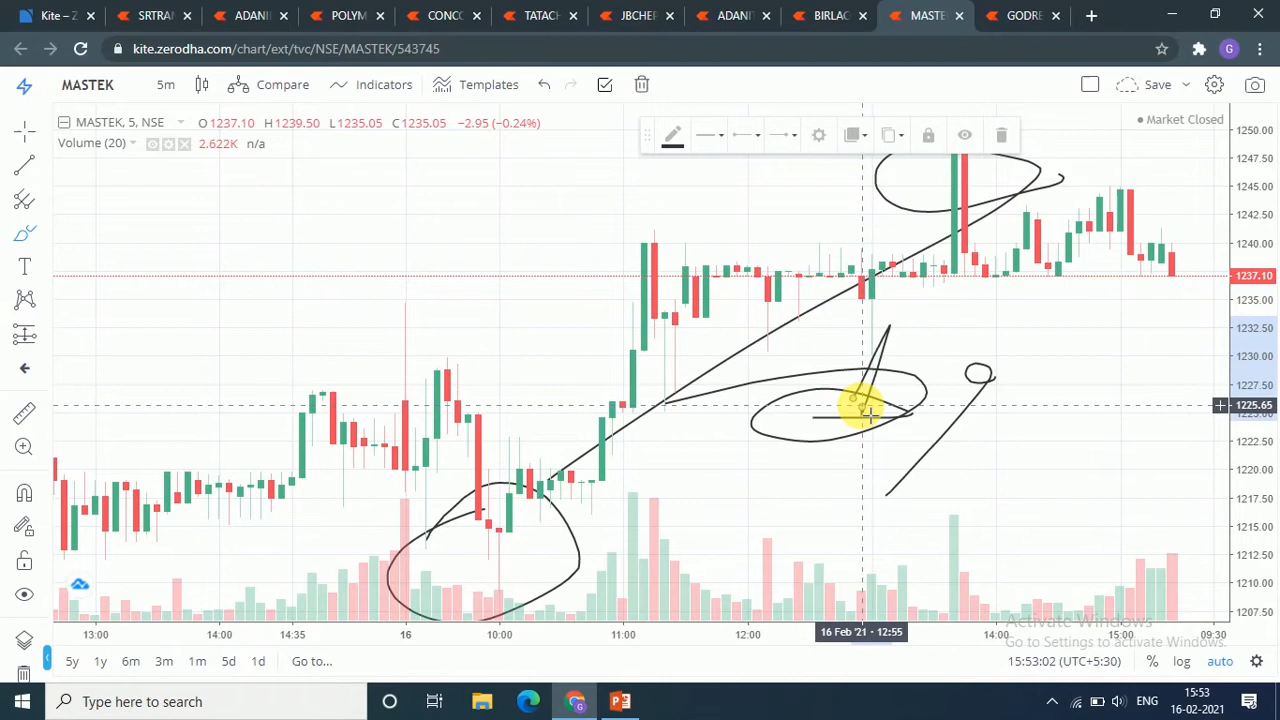 Kite – Z
SRTRAN
ADANI
POLYM
CONCO
TATACH
JBCHER
ADANIT
BIRLAC
MASTE
GODRE
kite.zerodha.com/chart/ext/tvc/NSE/MASTEK/543745
G
MASTEK 5m Compare Indicators Templates Save
MASTEK, 5, NSE O1237.10 H1239.50 L1235.05 C1235.05 −2.95 (−0.24%)
Market Closed
Volume (20) 2.622K n/a
1250.00
1247.50
1245.00
1242.50
1240.00
1237.10
1235.00
1232.50
1230.00
1227.50
1225.65
1222.50
1220.00
1217.50
1215.00
1212.50
1210.00
1207.50
13:00 14:00 14:35 16 10:00 11:00 12:00 16 Feb '21 - 12:55 14:00 15:00 09:30
Activate Windows
Go to Settings to activate Windows.
5y 1y 6m 3m 1m 5d 1d Go to... 15:53:02 (UTC+5:30) % log auto
Type here to search
ENG
15:53
16-02-2021